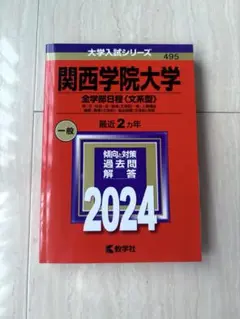 大学入試シリーズ
495
関西学院大学
全学部日程〈文系型〉
最近2カ年
一般
傾向と対策
過去問
解答
2024
教学社